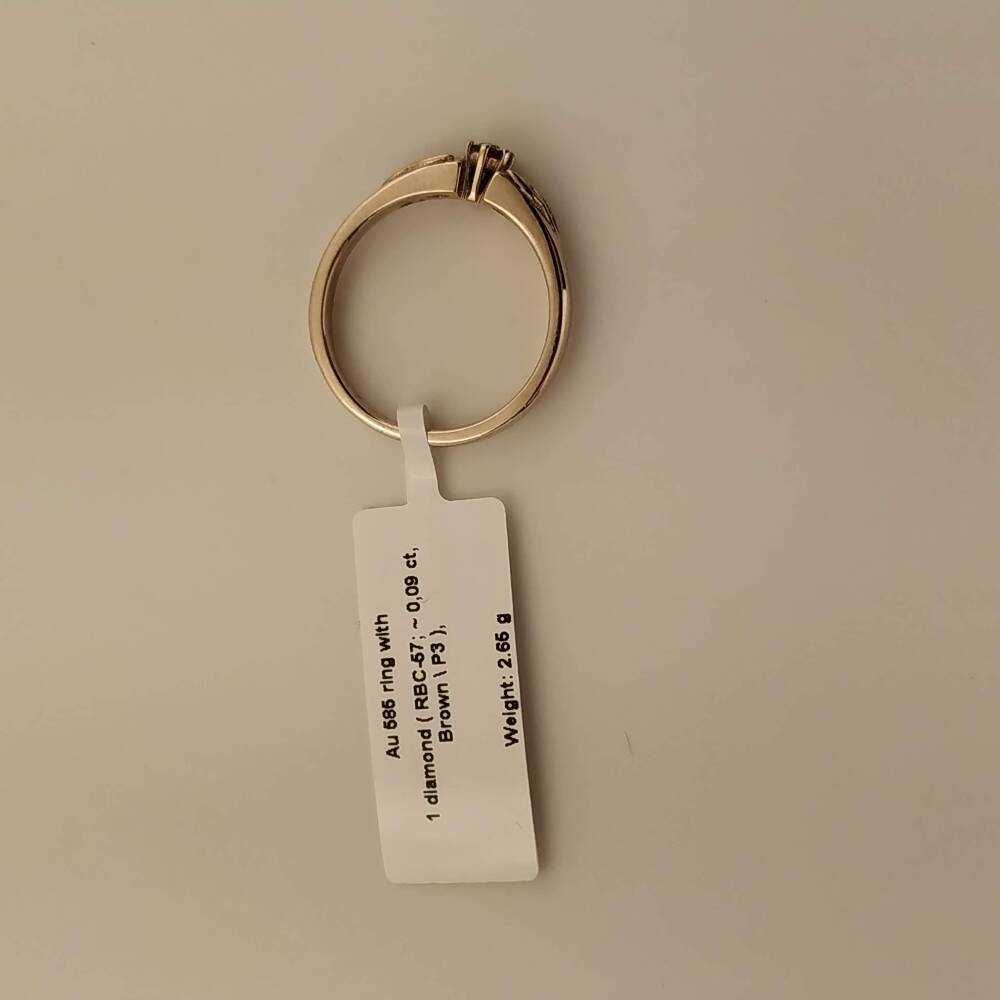 Au 585 ring with
1 diamond ( RBC-57; ~ 0,09 ct,
Brown \ P3 ),
Weight: 2.65 g